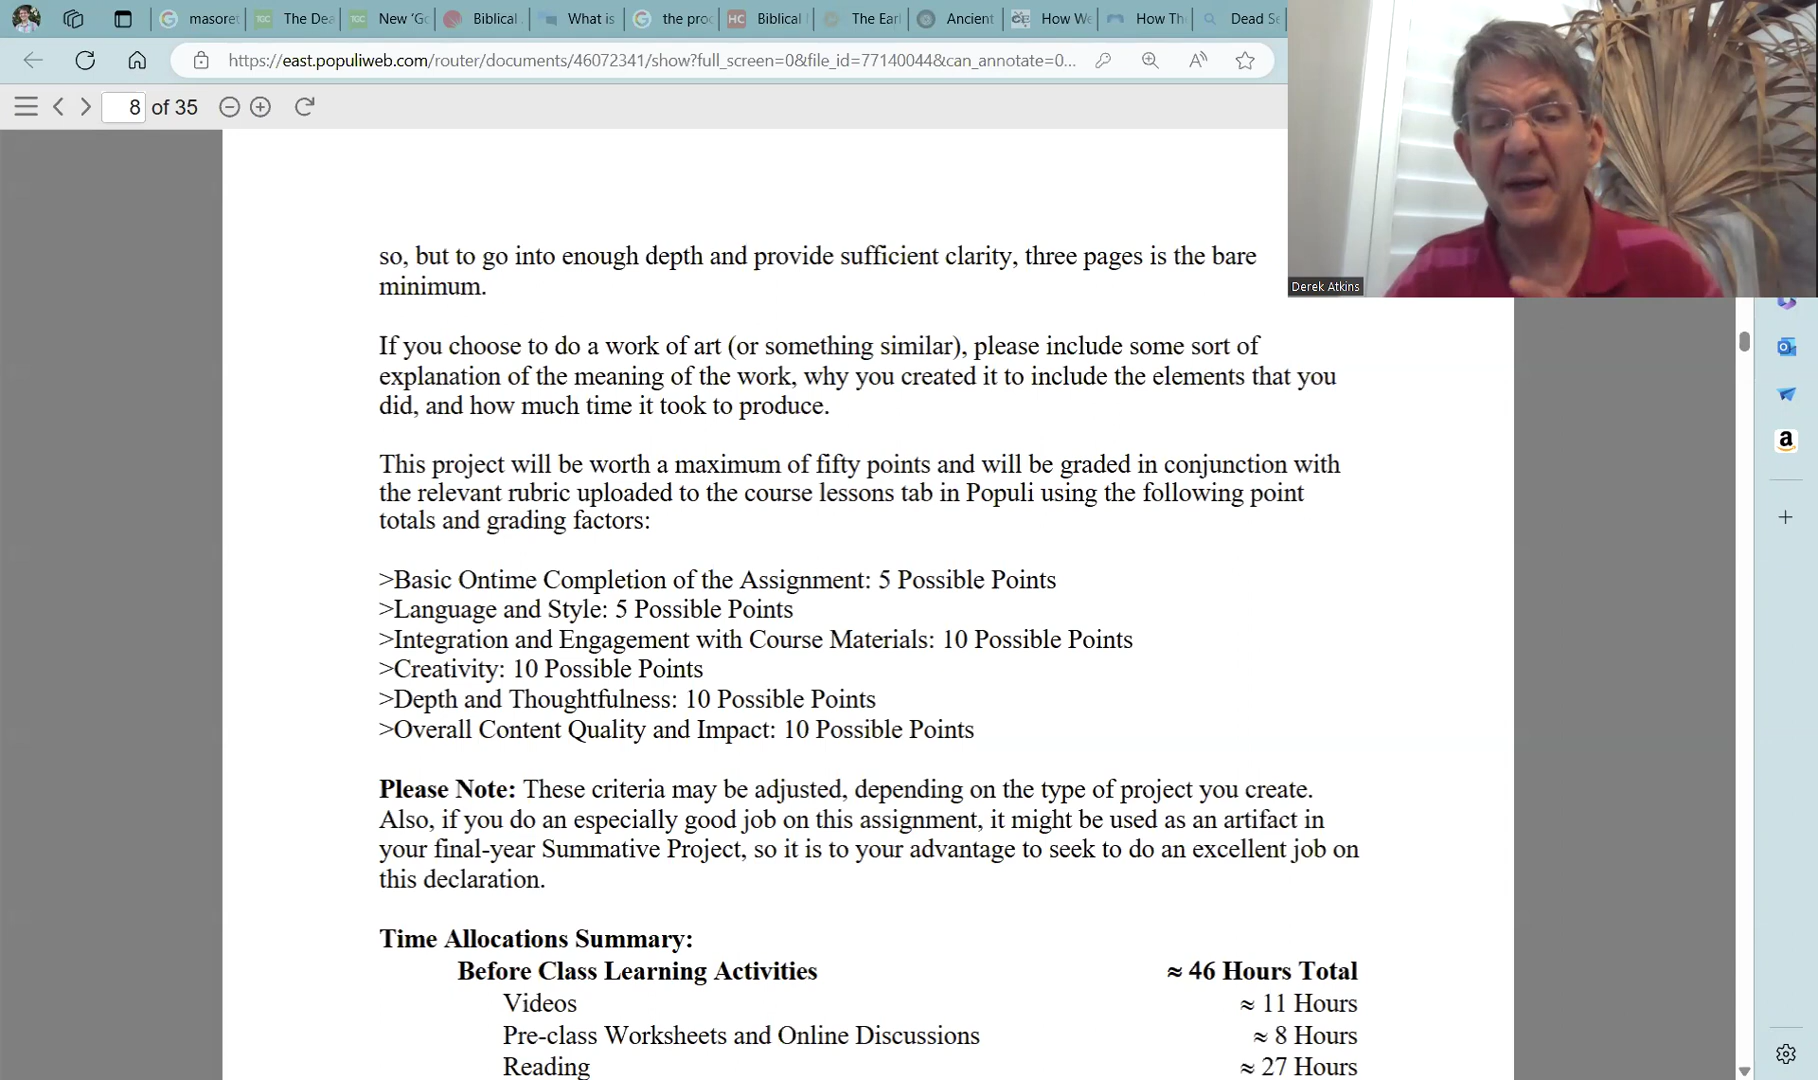 masoret
The Dea
New 'Go
Biblical
What is
the proc
Biblical
The Earl
Ancient
How We
How Thi
Dead Se
https://east.populiweb.com/router/documents/46072341/show?full_screen=0&file_id=77140044&can_annotate=0...
8 of 35
Derek Atkins
so, but to go into enough depth and provide sufficient clarity, three pages is the bare
minimum.
If you choose to do a work of art (or something similar), please include some sort of
explanation of the meaning of the work, why you created it to include the elements that you
did, and how much time it took to produce.
This project will be worth a maximum of fifty points and will be graded in conjunction with
the relevant rubric uploaded to the course lessons tab in Populi using the following point
totals and grading factors:
>Basic Ontime Completion of the Assignment: 5 Possible Points
>Language and Style: 5 Possible Points
>Integration and Engagement with Course Materials: 10 Possible Points
>Creativity: 10 Possible Points
>Depth and Thoughtfulness: 10 Possible Points
>Overall Content Quality and Impact: 10 Possible Points
Please Note: These criteria may be adjusted, depending on the type of project you create.
Also, if you do an especially good job on this assignment, it might be used as an artifact in
your final-year Summative Project, so it is to your advantage to seek to do an excellent job on
this declaration.
Time Allocations Summary:
Before Class Learning Activities ≈ 46 Hours Total
Videos ≈ 11 Hours
Pre-class Worksheets and Online Discussions ≈ 8 Hours
Reading ≈ 27 Hours